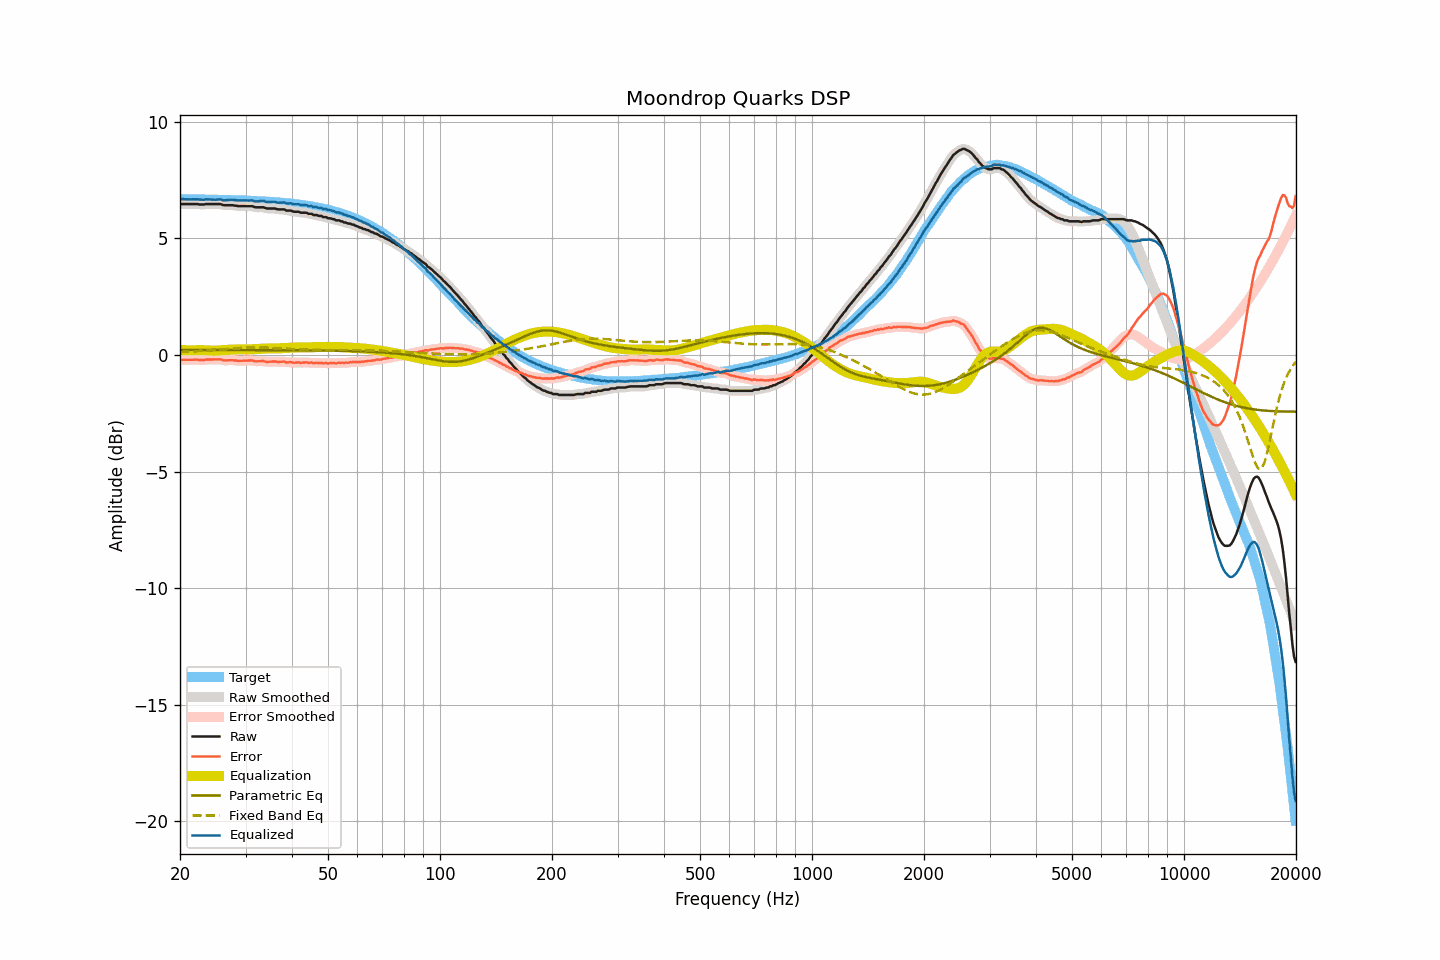 Moondrop Quarks DSP
10
5
0
−5
−10
−15
−20
Amplitude (dBr)
Target
Raw Smoothed
Error Smoothed
Raw
Error
Equalization
Parametric Eq
Fixed Band Eq
Equalized
20 50 100 200 500 1000 2000 5000 10000 20000
Frequency (Hz)